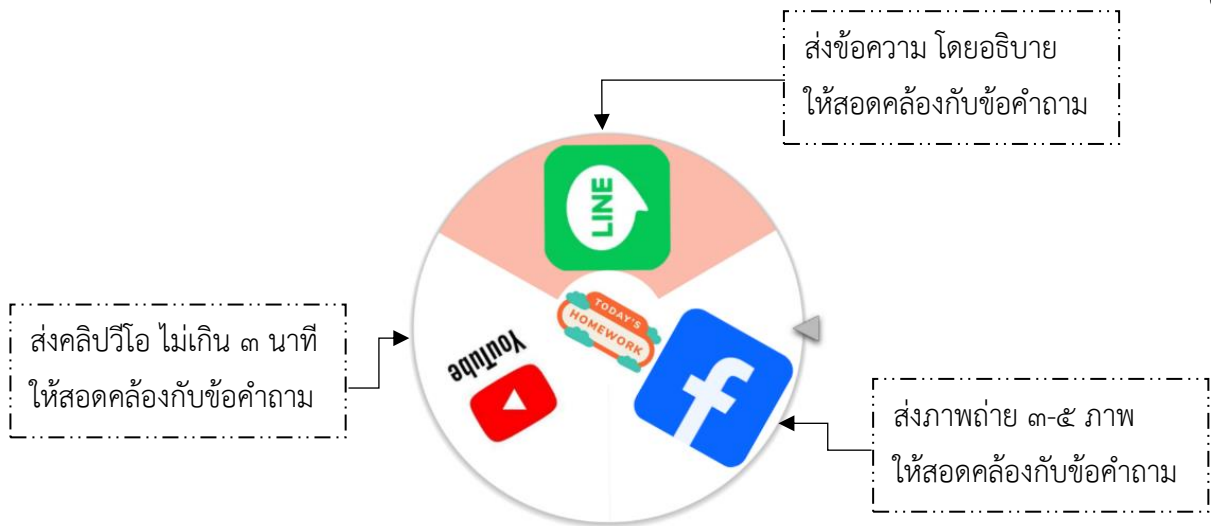 ส่งข้อความ โดยอธิบาย
ให้สอดคล้องกับข้อคำถาม
LINE
TODAY'S
HOMEWORK
YouTube
ส่งคลิปวีโอ ไม่เกิน ๓ นาที
ให้สอดคล้องกับข้อคำถาม
f
ส่งภาพถ่าย ๓-๕ ภาพ
ให้สอดคล้องกับข้อคำถาม